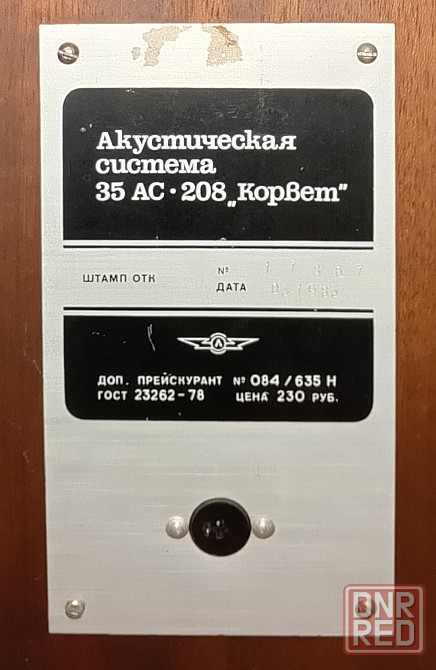 Акустическая
система
35 АС · 208 „Корвет"
ШТАМП ОТК
№
ДАТА
Л
ДОП. ПРЕЙСКУРАНТ № 084/635 Н
ГОСТ 23262-78 ЦЕНА 230 РУБ.
BNR
RED